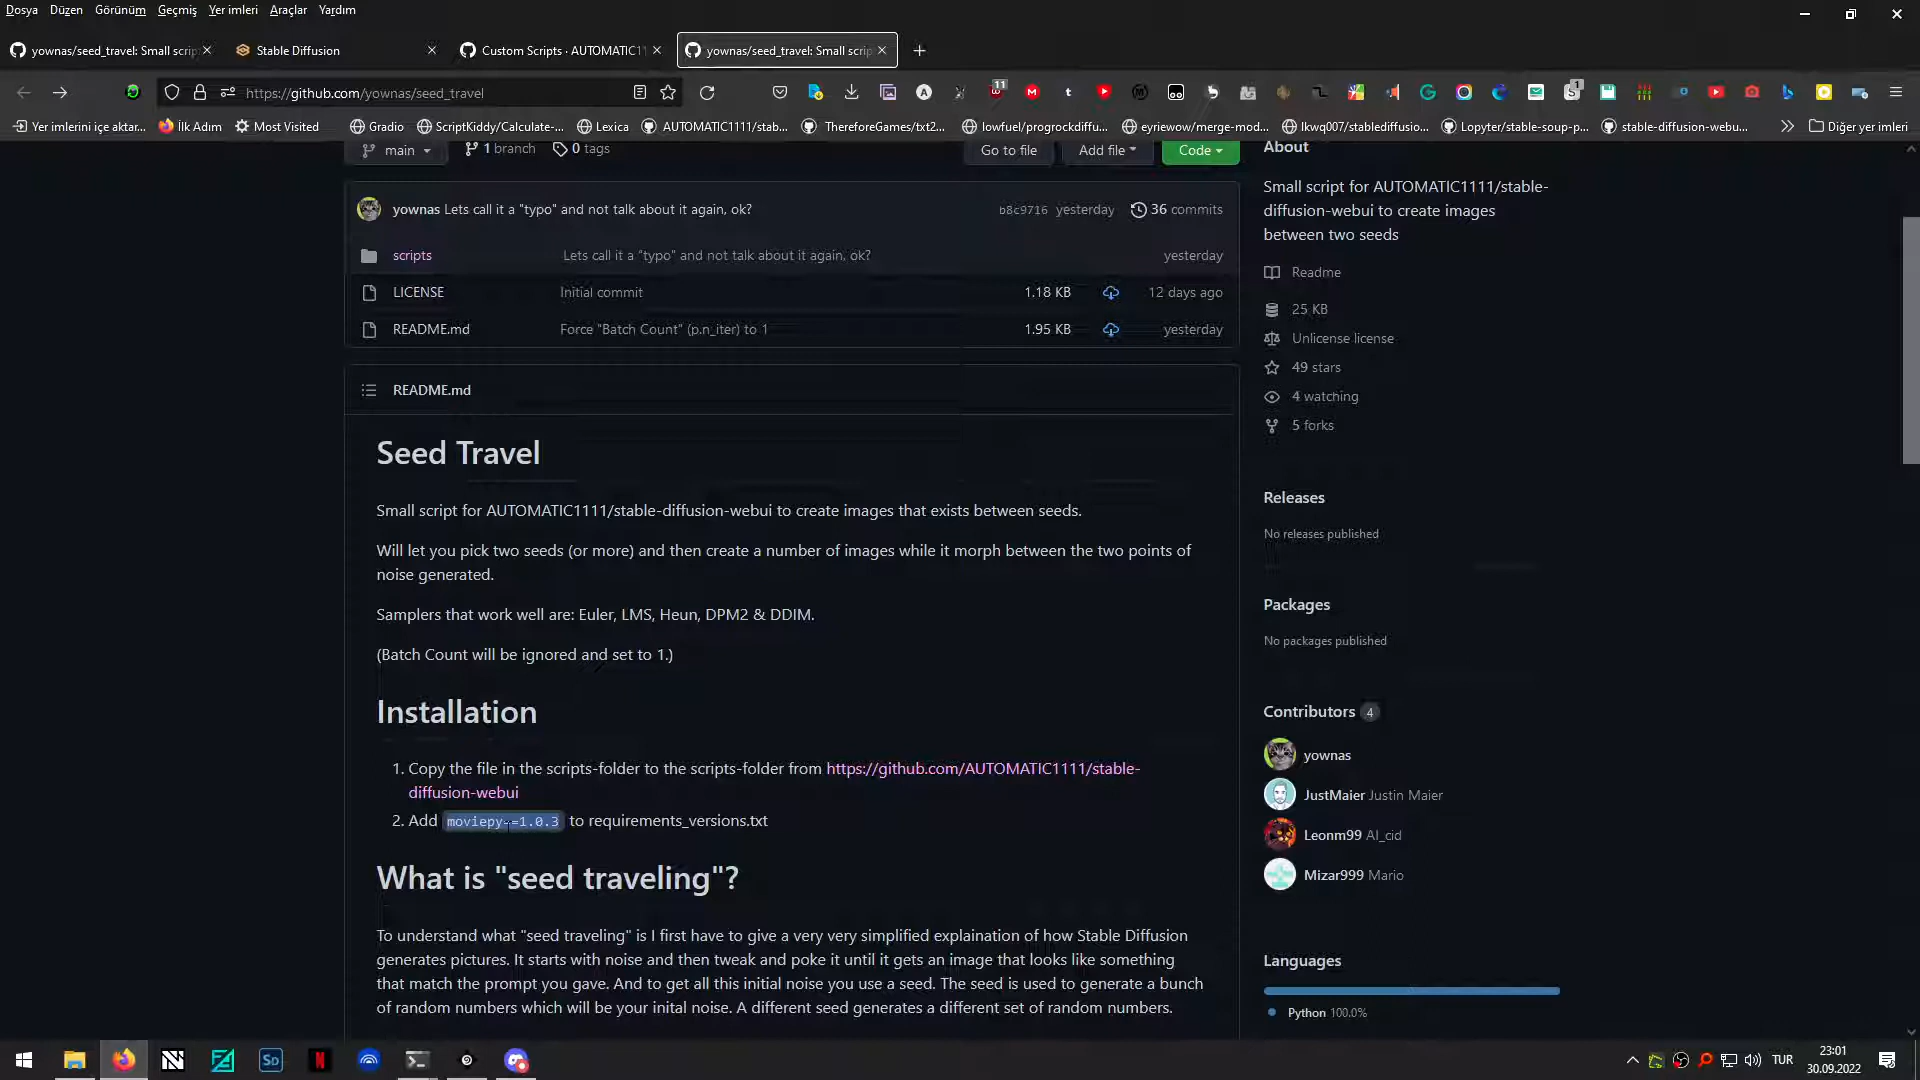 Dosya Düzen Görünüm Geçmiş Yer imleri Araçlar Yardım
yownas/seed_travel: Small scrip
Stable Diffusion
Custom Scripts · AUTOMATIC1
yownas/seed_travel: Small scrip
https://github.com/yownas/seed_travel
11
1
Yer imlerini içe aktar...
İlk Adım
Most Visited
Gradio
ScriptKiddy/Calculate-...
Lexica
AUTOMATIC1111/stab...
ThereforeGames/txt2...
lowfuel/progrockdiffu...
eyriewow/merge-mod...
lkwq007/stablediffusio...
Lopyter/stable-soup-p...
stable-diffusion-webu...
Diğer yer imleri
main
1 branch
0 tags
Go to file
Add file
Code
yownas Lets call it a "typo" and not talk about it again, ok?
b8c9716 yesterday
36 commits
scripts Lets call it a "typo" and not talk about it again, ok? yesterday
LICENSE Initial commit 1.18 KB 12 days ago
README.md Force "Batch Count" (p.n_iter) to 1 1.95 KB yesterday
README.md
Seed Travel
Small script for AUTOMATIC1111/stable-diffusion-webui to create images that exists between seeds.
Will let you pick two seeds (or more) and then create a number of images while it morph between the two points of
noise generated.
Samplers that work well are: Euler, LMS, Heun, DPM2 & DDIM.
(Batch Count will be ignored and set to 1.)
Installation
1. Copy the file in the scripts-folder to the scripts-folder from https://github.com/AUTOMATIC1111/stable-
diffusion-webui
2. Add moviepy==1.0.3 to requirements_versions.txt
What is "seed traveling"?
To understand what "seed traveling" is I first have to give a very very simplified explaination of how Stable Diffusion
generates pictures. It starts with noise and then tweak and poke it until it gets an image that looks like something
that match the prompt you gave. And to get all this initial noise you use a seed. The seed is used to generate a bunch
of random numbers which will be your inital noise. A different seed generates a different set of random numbers.
About
Small script for AUTOMATIC1111/stable-
diffusion-webui to create images
between two seeds
Readme
25 KB
Unlicense license
49 stars
4 watching
5 forks
Releases
No releases published
Packages
No packages published
Contributors 4
yownas
JustMaier Justin Maier
Leonm99 AI_cid
Mizar999 Mario
Languages
Python 100.0%
Sp
N
TUR
23:01
30.09.2022